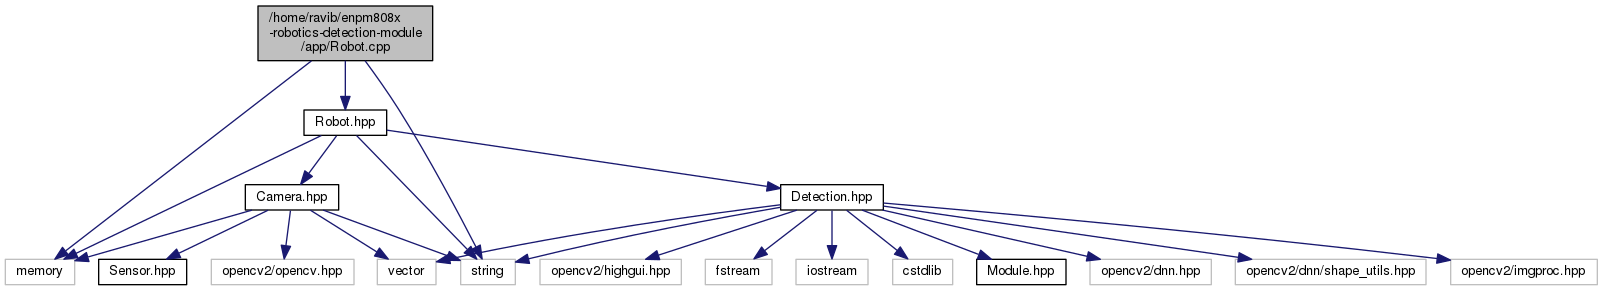 /home/ravib/enpm808x
-robotics-detection-module
/app/Robot.cpp
Robot.hpp
Camera.hpp
Detection.hpp
memory
Sensor.hpp
opencv2/opencv.hpp
vector
string
opencv2/highgui.hpp
fstream
iostream
cstdlib
Module.hpp
opencv2/dnn.hpp
opencv2/dnn/shape_utils.hpp
opencv2/imgproc.hpp